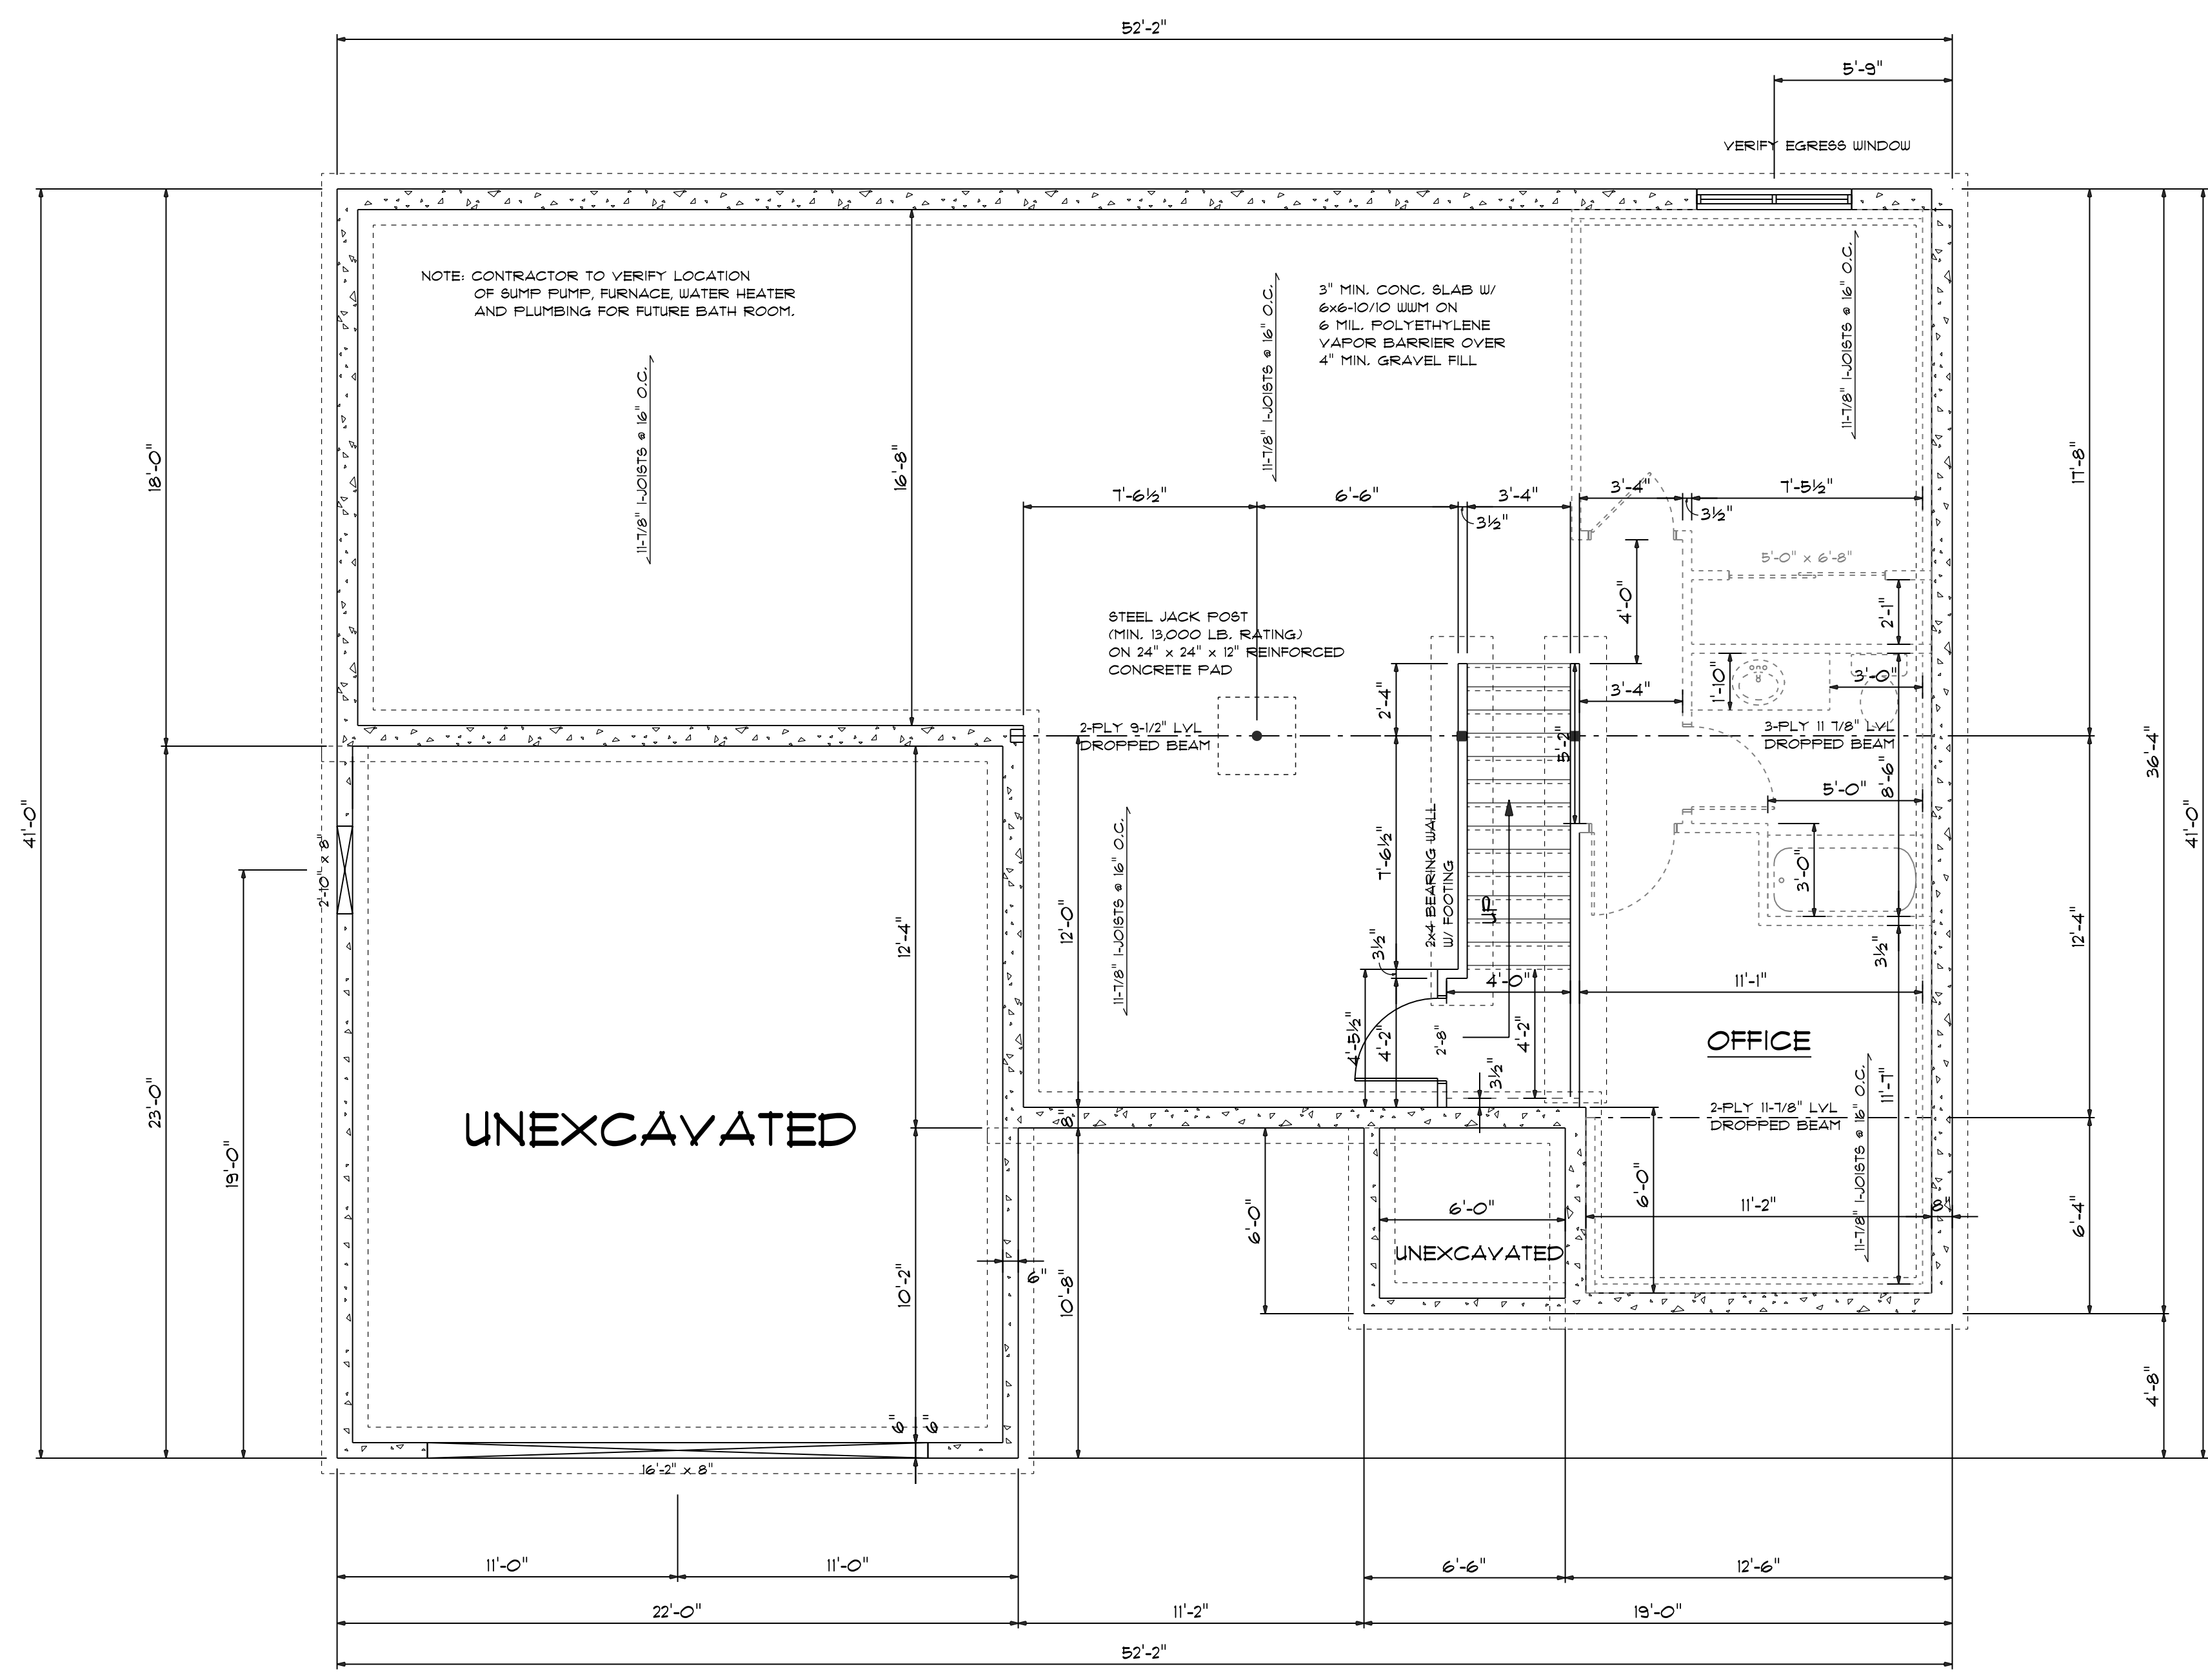 52'-2"
5'-9"
VERIFY EGRESS WINDOW
NOTE: CONTRACTOR TO VERIFY LOCATION
OF SUMP PUMP, FURNACE, WATER HEATER
AND PLUMBING FOR FUTURE BATH ROOM.
3" MIN. CONC. SLAB W/
6x6-10/10 WWM ON
6 MIL. POLYETHYLENE
VAPOR BARRIER OVER
4" MIN. GRAVEL FILL
11-7/8" I-JOISTS @ 16" O.C.
11-7/8" I-JOISTS @ 16" O.C.
11-7/8" I-JOISTS @ 16" O.C.
18'-0"
16'-8"
17'-8"
7'-6½"
6'-6"
3'-4"
3½"
3'-4"
3½"
7'-5½"
5'-0" x 6'-8"
4'-0"
2'-1"
STEEL JACK POST
(MIN. 13,000 LB. RATING)
ON 24" x 24" x 12" REINFORCED
CONCRETE PAD
2'-4"
3'-4"
1'-10"
3'-0"
2-PLY 9-1/2" LVL
DROPPED BEAM
5'-2"
3-PLY 11 7/8" LVL
DROPPED BEAM
36'-4"
41'-0"
41'-0"
8'-6"
5'-0"
2'-10" x 8"
7'-6½"
2x4 BEARING WALL
W/ FOOTING
UP
3'-0"
12'-4"
12'-0"
11-7/8" I-JOISTS @ 16" O.C.
12'-4"
3½"
3½"
4'-0"
11'-1"
4'-5½"
4'-2"
2'-8"
4'-2"
3½"
OFFICE
11'-7"
11-7/8" I-JOISTS @ 16" O.C.
2-PLY 11-7/8" LVL
DROPPED BEAM
UNEXCAVATED
8"
23'-0"
19'-0"
6'-0"
6'-0"
6'-0"
11'-2"
8"
6'-4"
UNEXCAVATED
6"
10'-2"
10'-8"
4'-8"
6"
6"
16'-2" x 8"
11'-0"
11'-0"
6'-6"
12'-6"
22'-0"
11'-2"
19'-0"
52'-2"